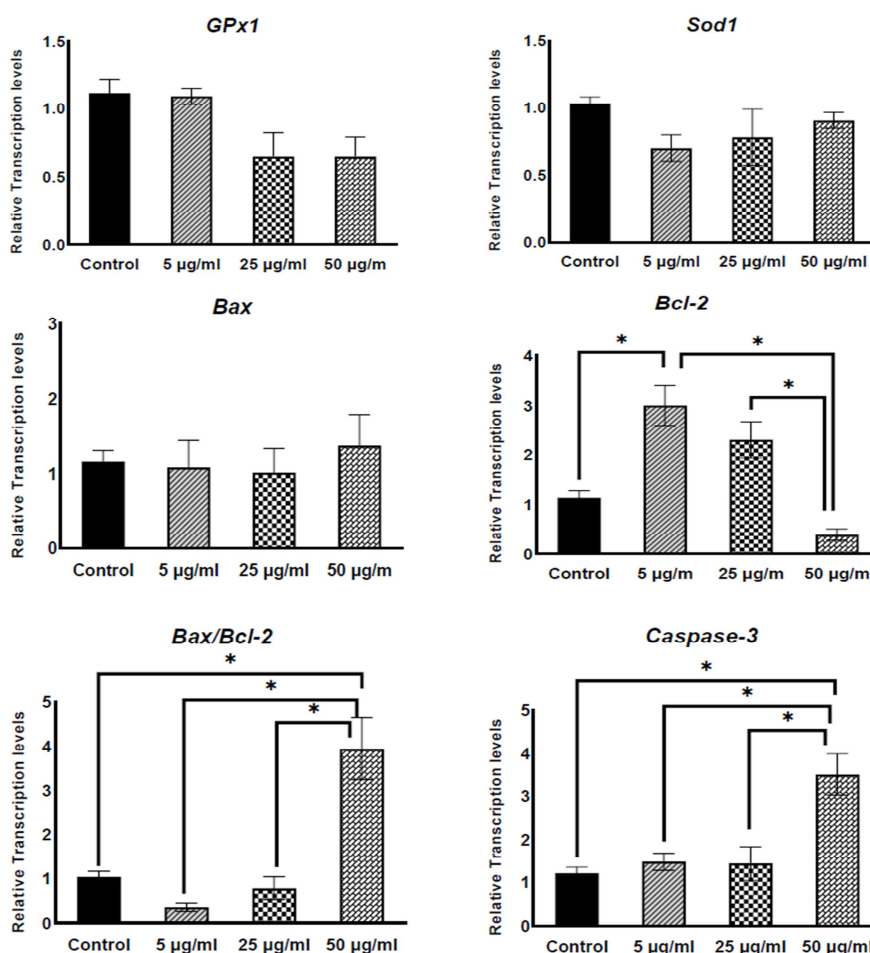 GPx1
Relative Transcription levels
1.5
1.0
0.5
0.0
Control 5 µg/ml 25 µg/ml 50 µg/m
Sod1
Relative Transcription levels
1.5
1.0
0.5
0.0
Control 5 µg/ml 25 µg/ml 50 µg/ml
Bax
Relative Transcription levels
3
2
1
0
Control 5 µg/ml 25 µg/ml 50 µg/m
Bcl-2
Relative Transcription levels
4
3
2
1
0
*
*
*
Control 5 µg/m 25 µg/m 50 µg/m
Bax/Bcl-2
Relative Transcription levels
5
4
3
2
1
0
*
*
*
Control 5 µg/ml 25 µg/ml 50 µg/ml
Caspase-3
Relative Transcription levels
5
4
3
2
1
0
*
*
*
Control 5 µg/ml 25 µg/ml 50 µg/ml